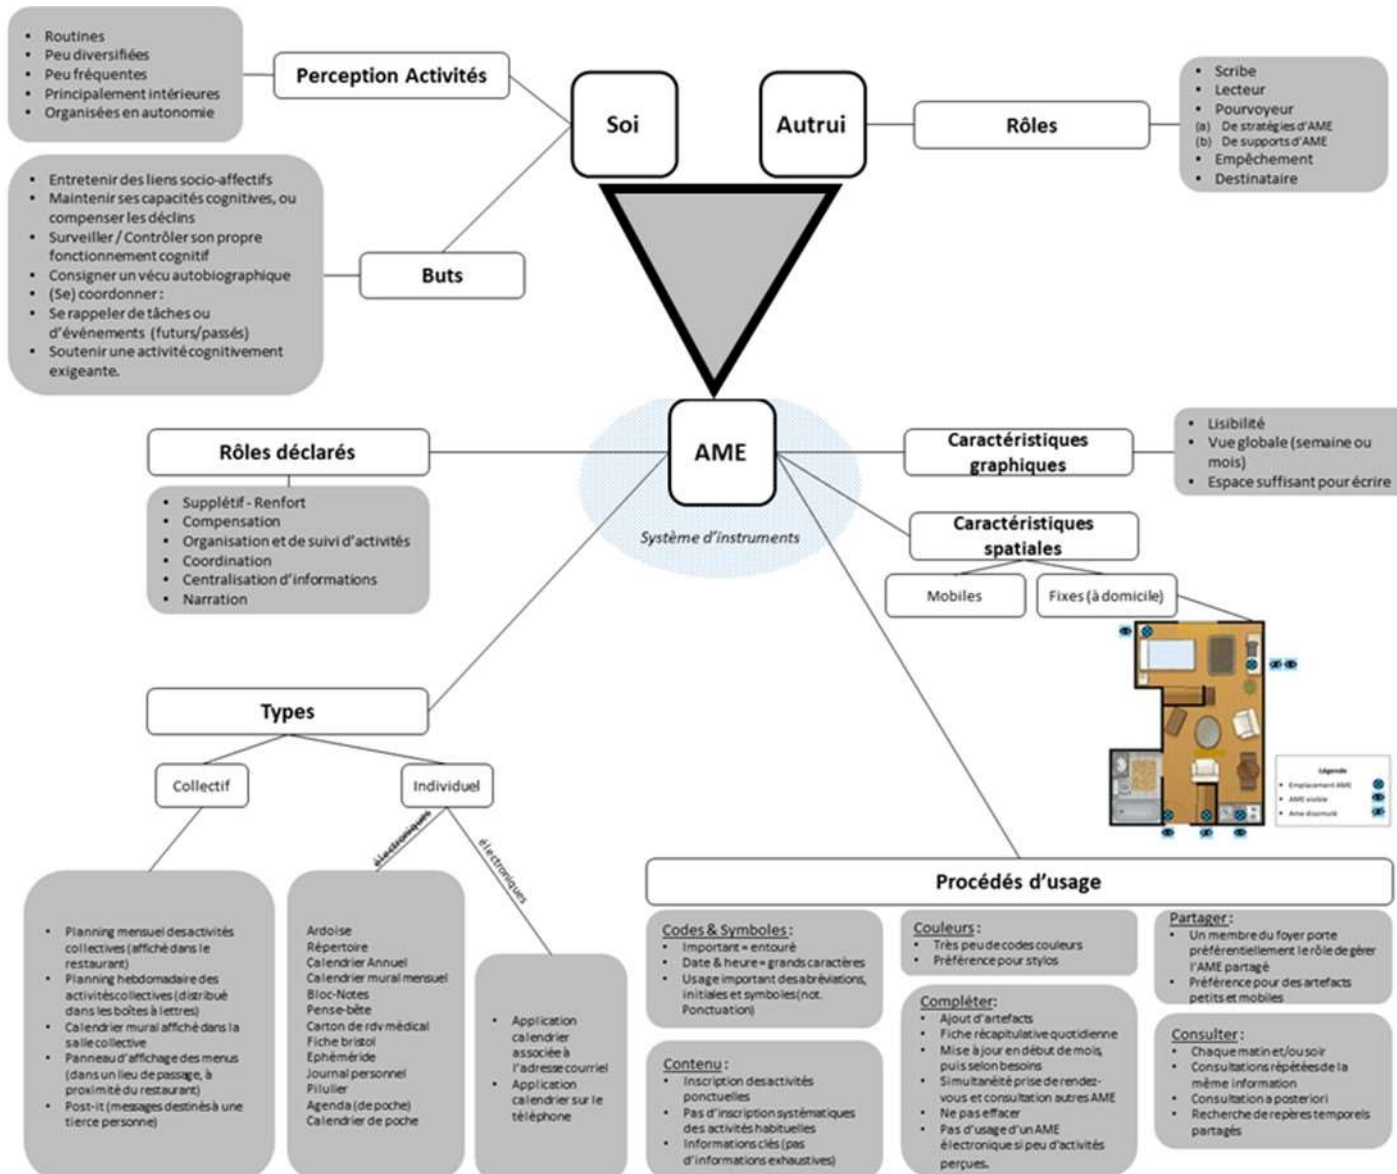 Routines
Peu diversifiées
Peu fréquentes
Principalement intérieures
Organisées en autonomie
Perception Activités
Soi
Autrui
Rôles
Scribe
Lecteur
Pourvoyeur
(a) De stratégies d'AME
(b) De supports d'AME
Empêchement
Destinataire
Entretenir des liens socio-affectifs
Maintenir ses capacités cognitives, ou
compenser les déclins
Surveiller / Contrôler son propre
fonctionnement cognitif
Consigner un vécu autobiographique
(Se) coordonner :
Se rappeler de tâches ou
d'événements (futurs/passés)
Soutenir une activité cognitivement
exigeante.
Buts
Rôles déclarés
Supplétif - Renfort
Compensation
Organisation et de suivi d'activités
Coordination
Centralisation d'informations
Narration
AME
Système d'instruments
Caractéristiques
graphiques
Lisibilité
Vue globale (semaine ou
mois)
Espace suffisant pour écrire
Caractéristiques
spatiales
Mobiles
Fixes (à domicile)
Légende
Emplacement AME
AME visible
Ame dissimulé
Types
Collectif
Individuel
électroniques
électroniques
Planning mensuel des activités
collectives (affiché dans le
restaurant)
Planning hebdomadaire des
activités collectives (distribué
dans les boîtes à lettres)
Calendrier mural affiché dans la
salle collective
Panneau d'affichage des menus
(dans un lieu de passage, à
proximité du restaurant)
Post-it (messages destinés à une
tierce personne)
Ardoise
Répertoire
Calendrier Annuel
Calendrier mural mensuel
Bloc-Notes
Pense-bête
Carton de rdv médical
Fiche bristol
Ephéméride
Journal personnel
Pilulier
Agenda (de poche)
Calendrier de poche
Application
calendrier
associée à
l'adresse courriel
Application
calendrier sur le
téléphone
Procédés d'usage
Codes & Symboles :
Important = entouré
Date & heure = grands caractères
Usage important des abréviations,
initiales et symboles (not.
Ponctuation)
Contenu :
Inscription des activités
ponctuelles
Pas d'inscription systématiques
des activités habituelles
Informations clés (pas
d'informations exhaustives)
Couleurs :
Très peu de codes couleurs
Préférence pour stylos
Compléter:
Ajout d'artefacts
Fiche récapitulative quotidienne
Mise à jour en début de mois,
puis selon besoins
Simultanéité prise de rendez-
vous et consultation autres AME
Ne pas effacer
Pas d'usage d'un AME
électronique si peu d'activités
perçues.
Partager :
Un membre du foyer porte
préférentiellement le rôle de gérer
l'AME partagé
Préférence pour des artefacts
petits et mobiles
Consulter :
Chaque matin et/ou soir
Consultations répétées de la
même information
Consultation a posteriori
Recherche de repères temporels
partagés